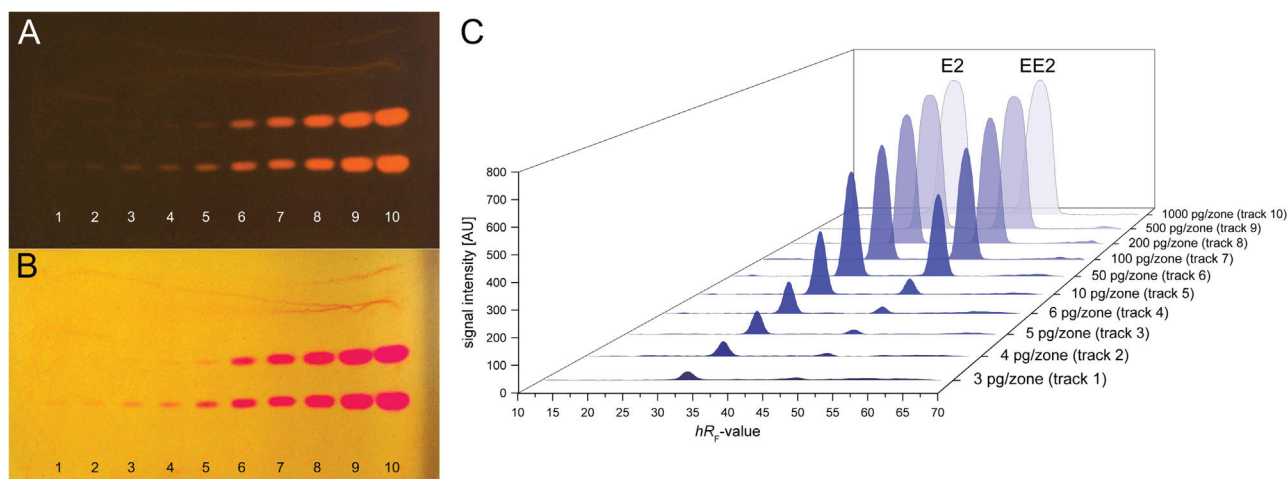 A
1 2 3 4 5 6 7 8 9 10
B
1 2 3 4 5 6 7 8 9 10
C
E2 EE2
800
700
600
500
400
300
200
100
0
signal intensity [AU]
10 15 20 25 30 35 40 45 50 55 60 65 70
hRF-value
1000 pg/zone (track 10)
500 pg/zone (track 9)
200 pg/zone (track 8)
100 pg/zone (track 7)
50 pg/zone (track 6)
10 pg/zone (track 5)
6 pg/zone (track 4)
5 pg/zone (track 3)
4 pg/zone (track 2)
3 pg/zone (track 1)